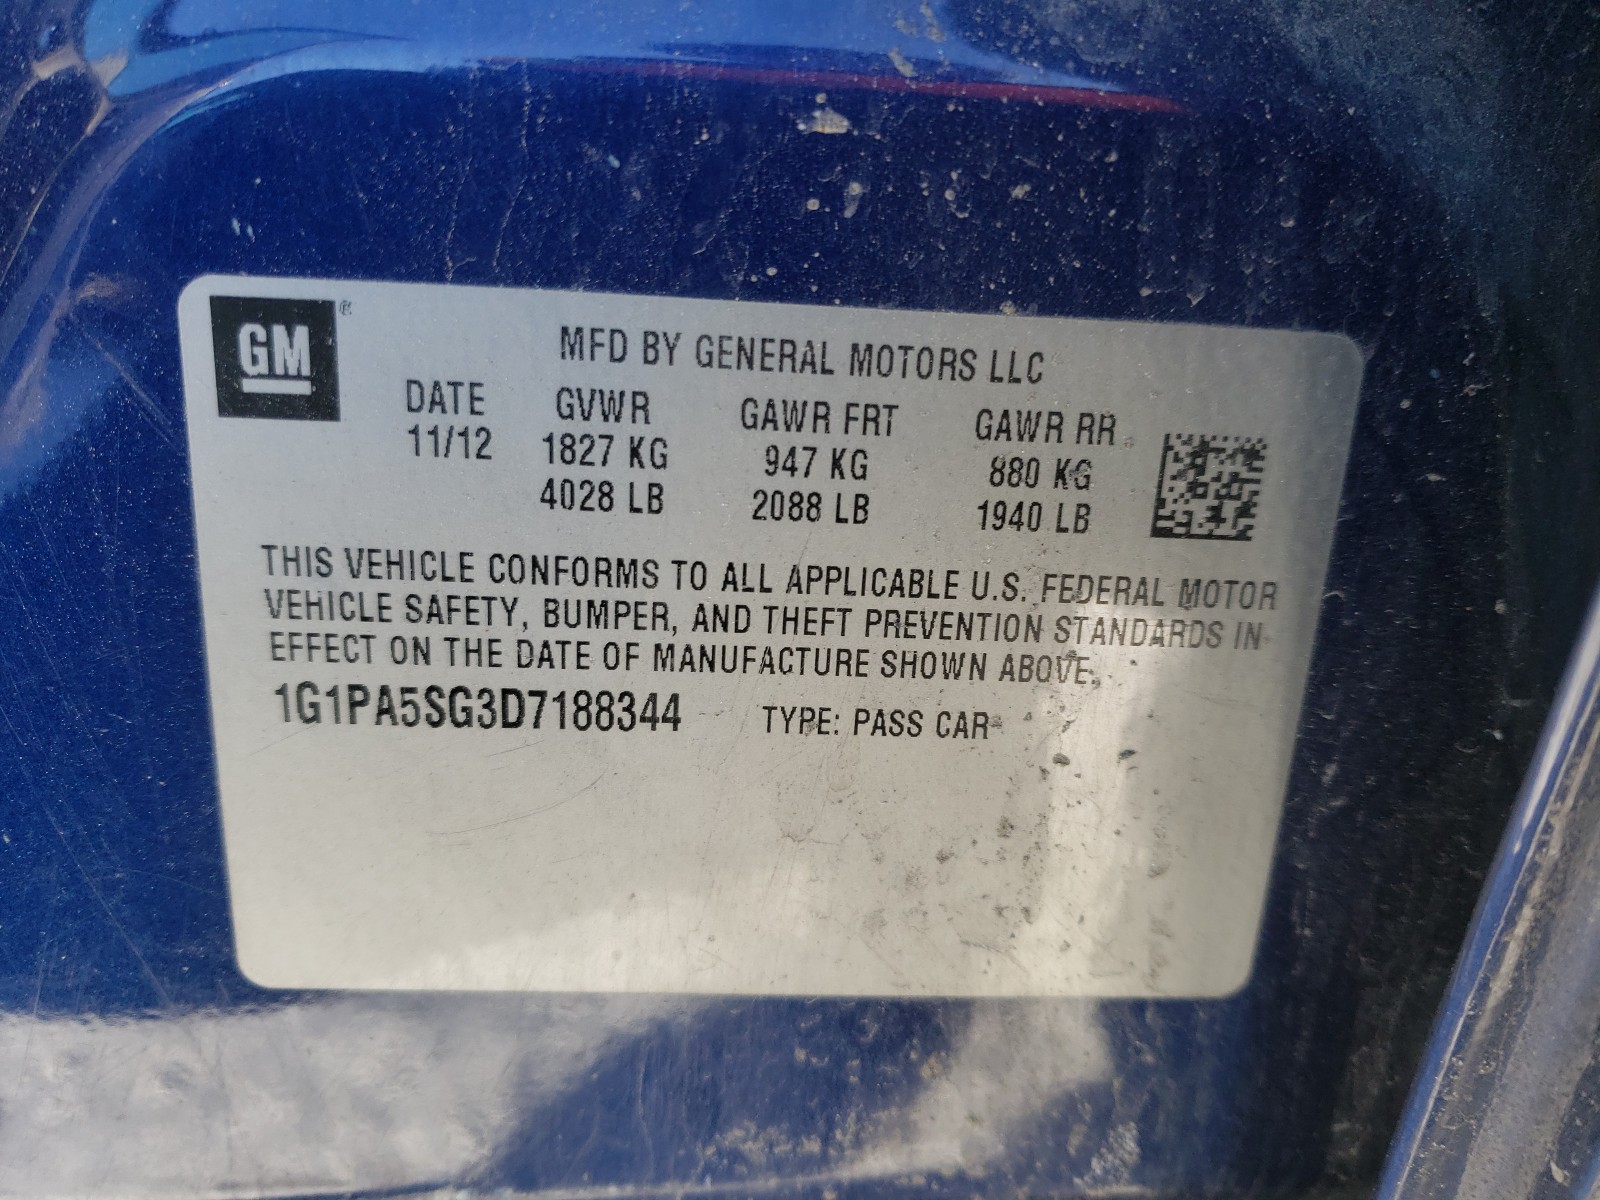 GM
MFD BY GENERAL MOTORS LLC
DATE GVWR GAWR FRT GAWR RR
11/12 1827 KG 947 KG 880 KG
4028 LB 2088 LB 1940 LB
THIS VEHICLE CONFORMS TO ALL APPLICABLE U.S. FEDERAL MOTOR
VEHICLE SAFETY, BUMPER, AND THEFT PREVENTION STANDARDS IN
EFFECT ON THE DATE OF MANUFACTURE SHOWN ABOVE.
1G1PA5SG3D7188344 TYPE: PASS CAR